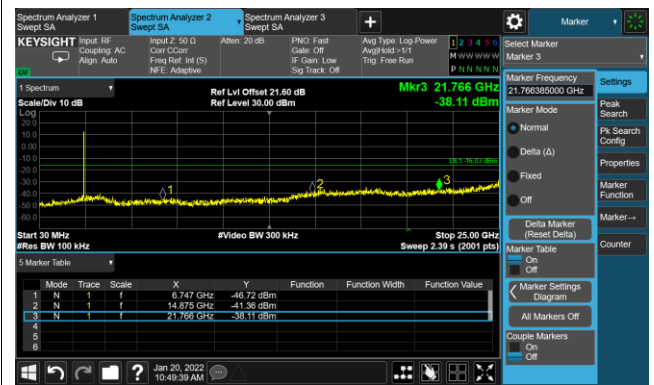 Spectrum Analyzer 1
Swept SA
Spectrum Analyzer 2
Swept SA
Spectrum Analyzer 3
Swept SA
+
Marker
KEYSIGHT
Input: RF
Coupling: AC
Align: Auto
Input Z: 50 Ω
Corr CCorr
Freq Ref: Int (S)
NFE: Adaptive
Atten: 20 dB
PNO: Fast
Gate: Off
IF Gain: Low
Sig Track: Off
Avg Type: Log-Power
Avg|Hold:>1/1
Trig: Free Run
1 2 3 4 5 6
M W W W W W
P N N N N N
LXI
Select Marker
Marker 3
1 Spectrum
Scale/Div 10 dB
Ref Lvl Offset 21.60 dB
Ref Level 30.00 dBm
Mkr3 21.766 GHz
-38.11 dBm
Log
20.0
10.0
0.00
-10.0
-20.0
-30.0
-40.0
-50.0
-60.0
DL1 -16.03 dBm
1
2
3
Start 30 MHz
#Res BW 100 kHz
#Video BW 300 kHz
Stop 25.00 GHz
Sweep 2.39 s (2001 pts)
5 Marker Table
Mode Trace Scale X Y Function Function Width Function Value
1 N 1 f 6.747 GHz -46.72 dBm
2 N 1 f 14.875 GHz -41.36 dBm
3 N 1 f 21.766 GHz -38.11 dBm
4
5
6
Marker Frequency
21.766385000 GHz
Marker Mode
Normal
Delta (Δ)
Fixed
Off
Delta Marker
(Reset Delta)
Marker Table
On
Off
Marker Settings
Diagram
All Markers Off
Couple Markers
On
Off
Settings
Peak
Search
Pk Search
Config
Properties
Marker
Function
Marker→
Counter
?
Jan 20, 2022
10:49:39 AM